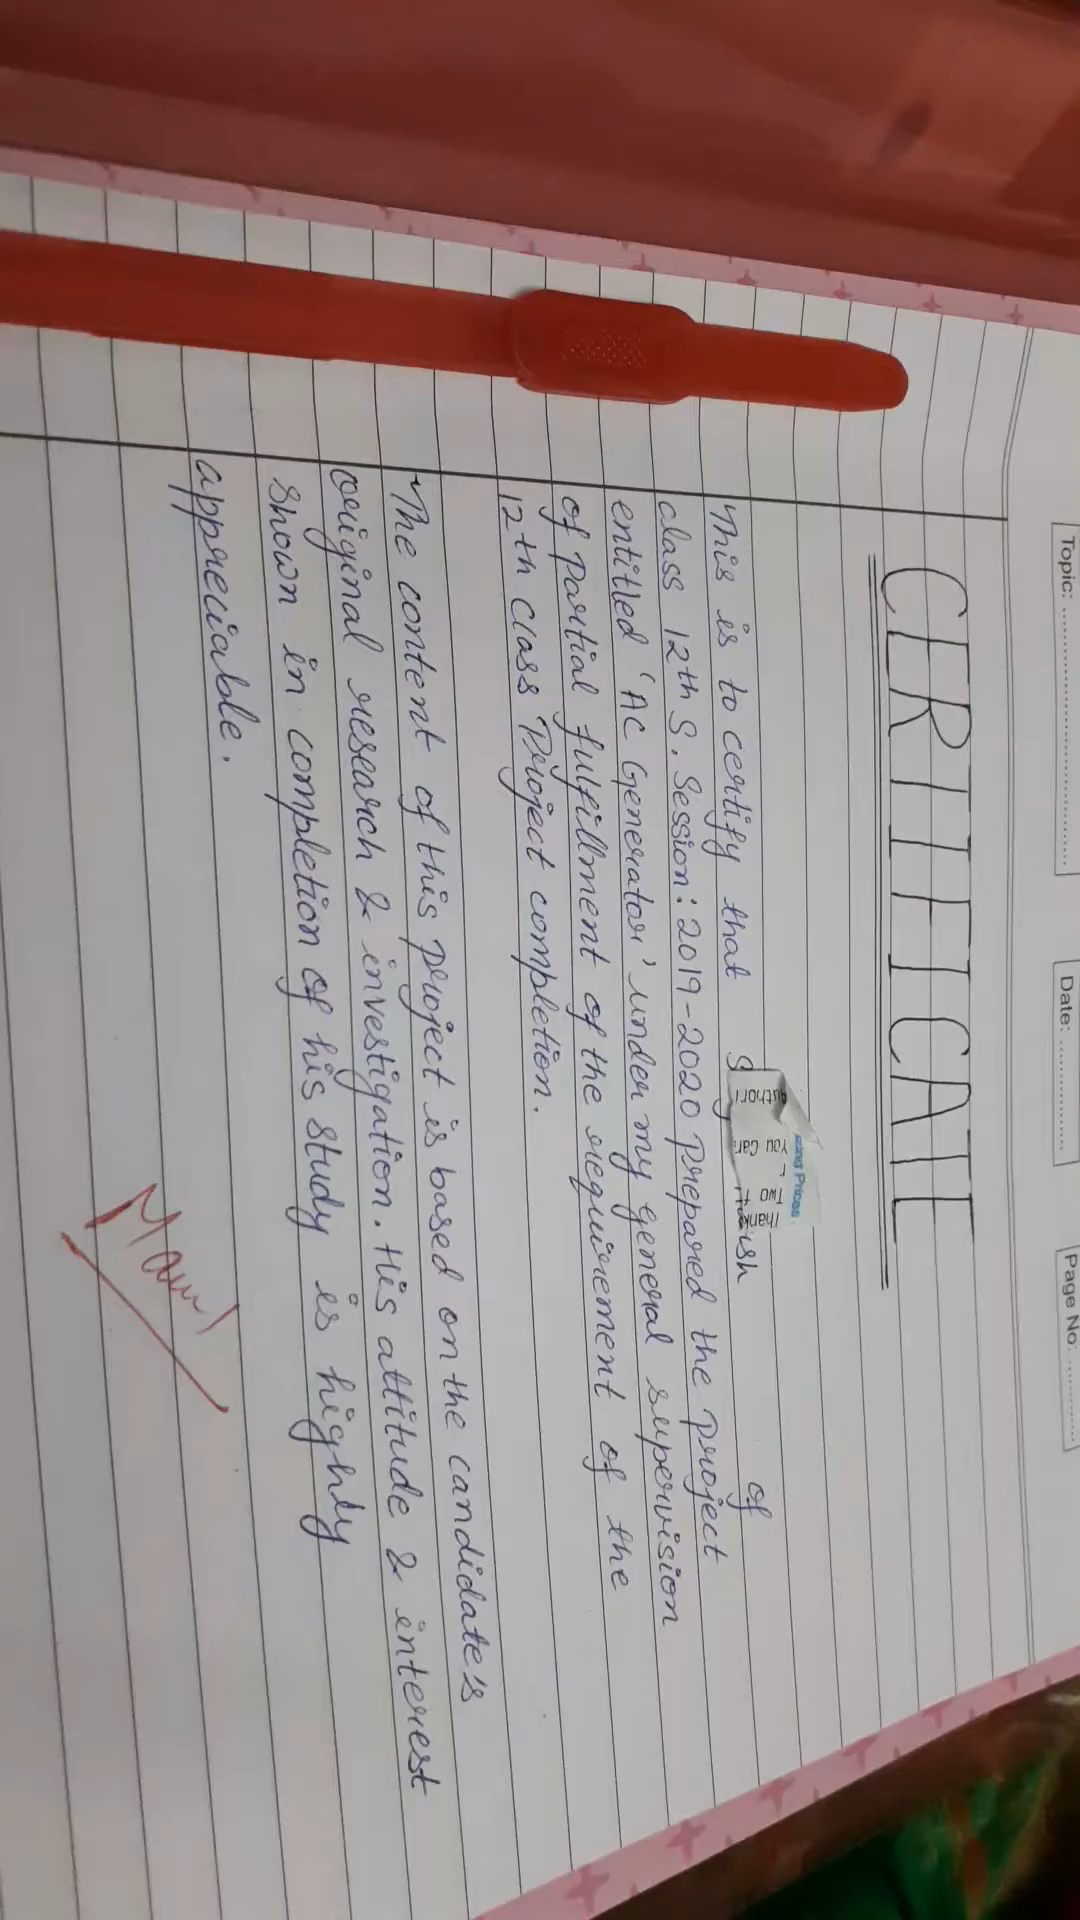 Topic: ............... Date: ............... Page No: ...............
CERTIFICATE
This is to certify that of
class 12th S. Session: 2019-2020 prepared the project
entitled 'AC Generator' under my general supervision
of partial fulfillment of the requirement of the
12th Class Project completion.
The content of this project is based on the candidate's
original research & investigation. His attitude & interest
shown in completion of his study is highly
appreciable.